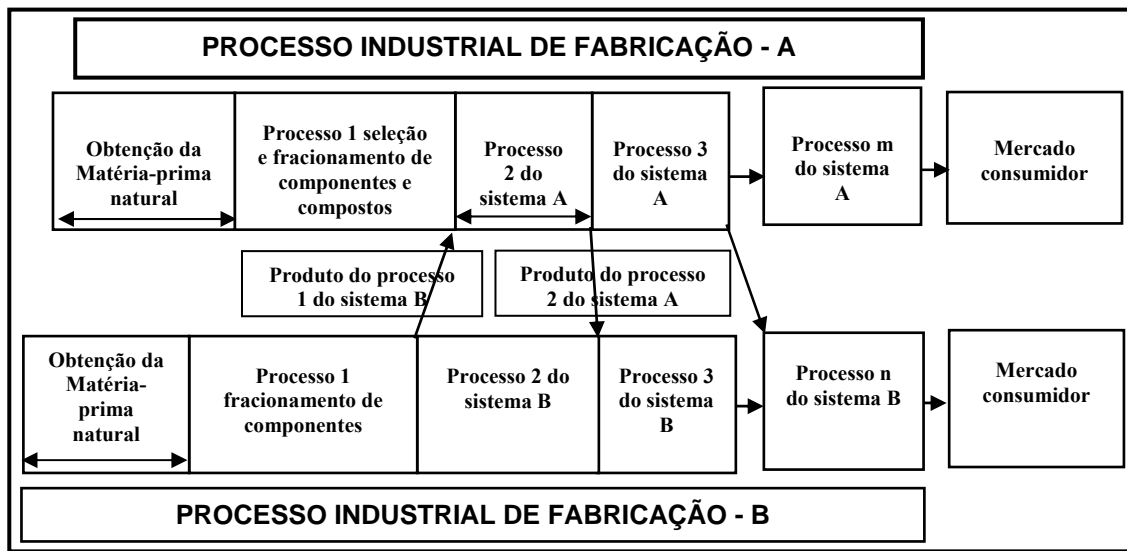 PROCESSO INDUSTRIAL DE FABRICAÇÃO - A
Obtenção da
Matéria-prima
natural
Processo 1 seleção
e fracionamento de
componentes e
compostos
Processo
2 do
sistema A
Processo 3
do sistema
A
Processo m
do sistema
A
Mercado
consumidor
Produto do processo
1 do sistema B
Produto do processo
2 do sistema A
Obtenção da
Matéria-
prima
natural
Processo 1
fracionamento de
componentes
Processo 2 do
sistema B
Processo 3
do sistema
B
Processo n
do sistema B
Mercado
consumidor
PROCESSO INDUSTRIAL DE FABRICAÇÃO - B